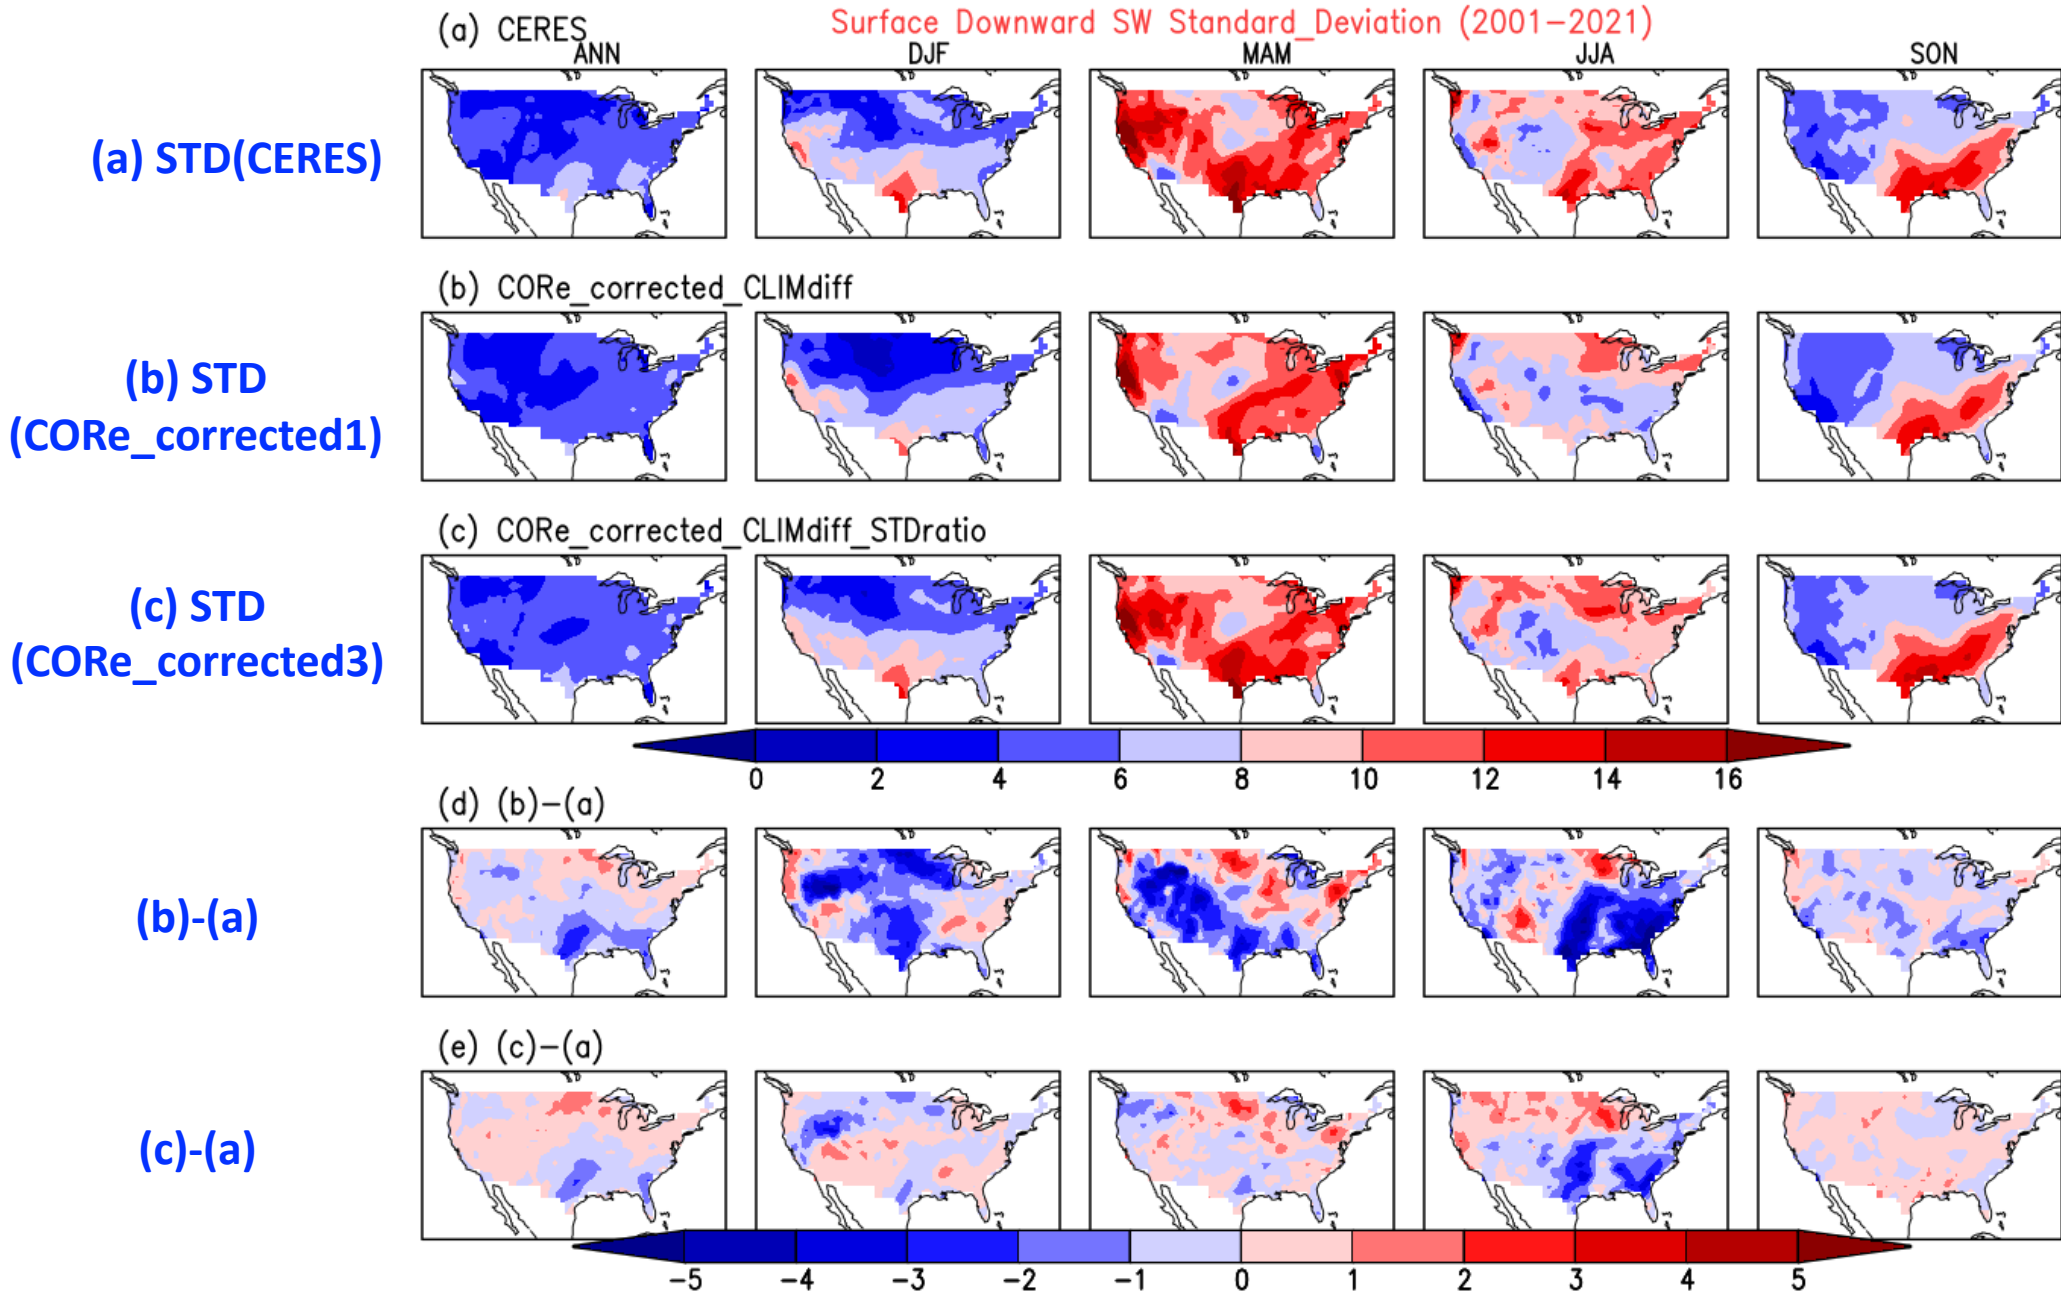 (a) CERES
Surface Downward SW Standard_Deviation (2001-2021)
ANN DJF MAM JJA SON
(a) STD(CERES)
(b) CORe_corrected_CLIMdiff
(b) STD
(CORe_corrected1)
(c) CORe_corrected_CLIMdiff_STDratio
(c) STD
(CORe_corrected3)
0 2 4 6 8 10 12 14 16
(d) (b)-(a)
(b)-(a)
(e) (c)-(a)
(c)-(a)
-5 -4 -3 -2 -1 0 1 2 3 4 5